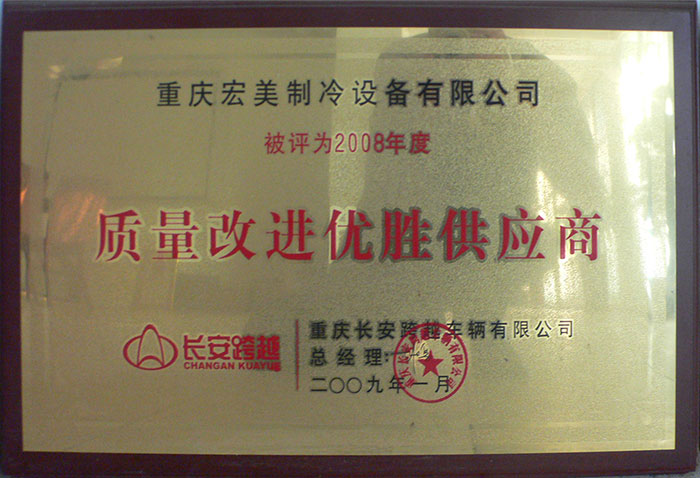 重庆宏美制冷设备有限公司
被评为2008年度
质量改进优胜供应商
长安跨越
CHANGAN KUAYUE
重庆长安跨越车辆有限公司
总经理:
二〇〇九年一月